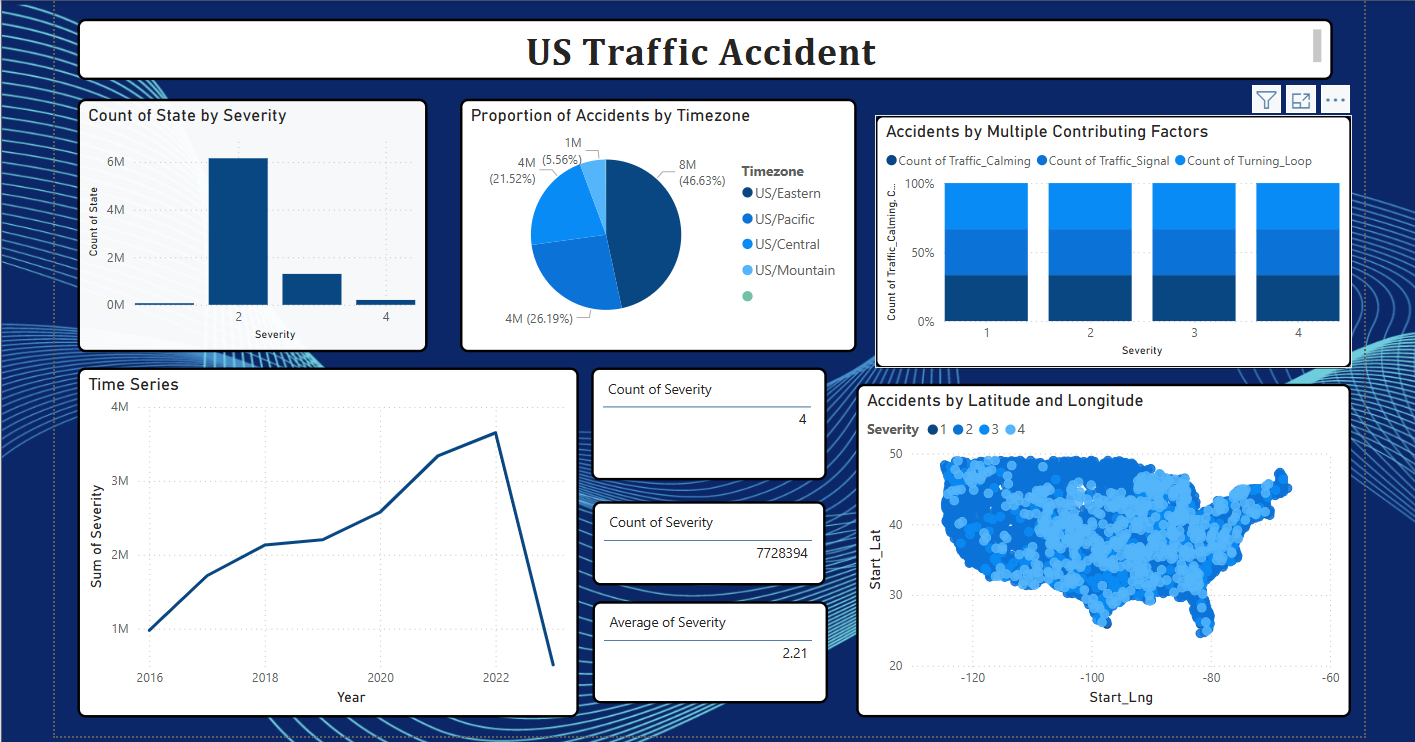 US Traffic Accident
Count of State by Severity
Count of State
6M
4M
2M
0M
2
4
Severity
Proportion of Accidents by Timezone
1M
(5.56%)
4M
(21.52%)
8M
(46.63%)
4M (26.19%)
Timezone
US/Eastern
US/Pacific
US/Central
US/Mountain
Accidents by Multiple Contributing Factors
Count of Traffic_Calming Count of Traffic_Signal Count of Turning_Loop
Count of Traffic_Calming, C...
100%
50%
0%
1 2 3 4
Severity
Time Series
Sum of Severity
4M
3M
2M
1M
2016 2018 2020 2022
Year
Count of Severity
4
Count of Severity
7728394
Average of Severity
2.21
Accidents by Latitude and Longitude
Severity 1 2 3 4
Start_Lat
50
40
30
20
-120 -100 -80 -60
Start_Lng